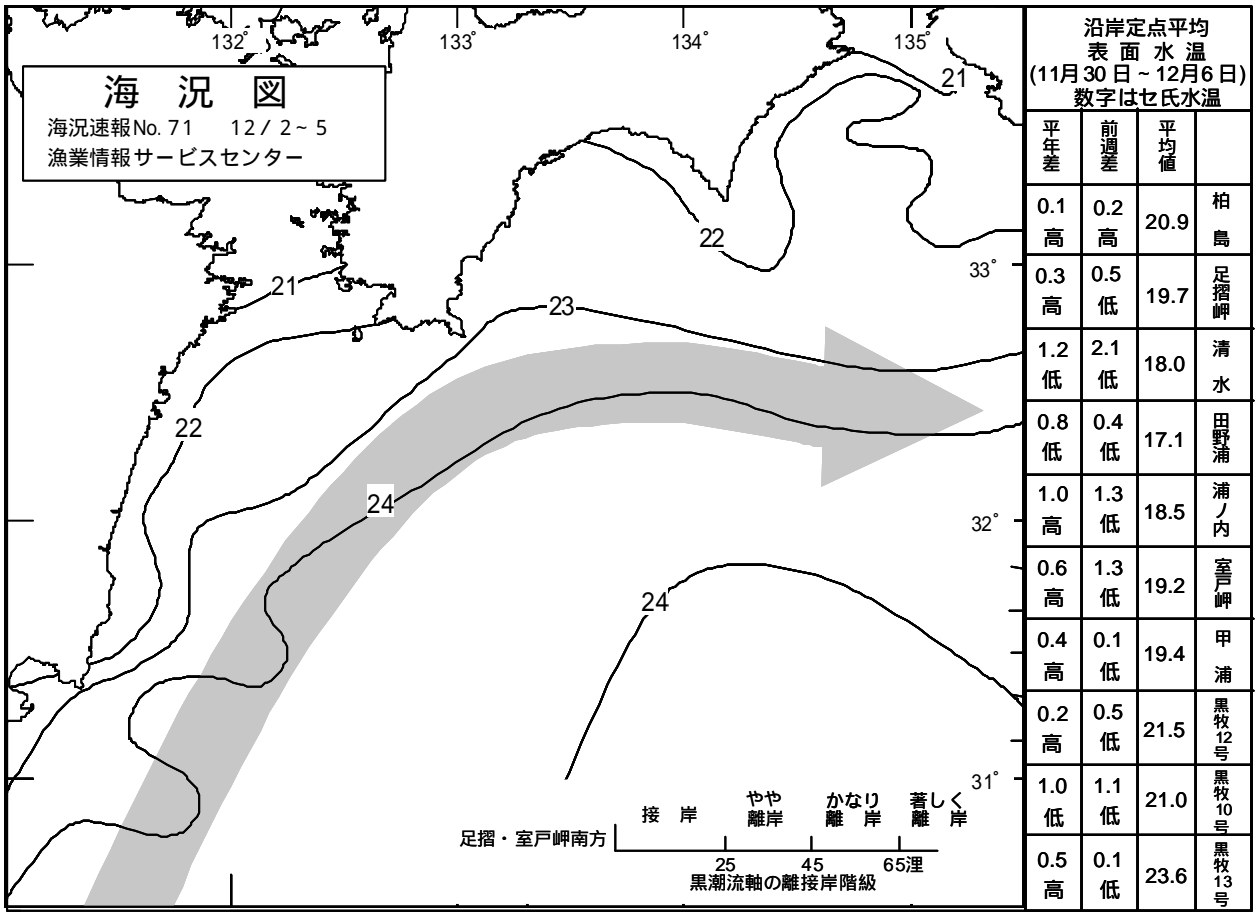 132°
133°
134°
135°
海 況 図
海況速報No. 71 12/ 2~ 5
漁業情報サービスセンター
21
22
21
23
22
24
24
33°
32°
31°
接 岸
やや
離岸
かなり
離 岸
著しく
離 岸
足摺・室戸岬南方
25 45 65浬
黒潮流軸の離接岸階級
沿岸定点平均
表 面 水 温
(11月30 日 ~ 12月6 日)
数字はセ氏水温
平年差 前週差 平均値
0.1高 0.2高 20.9 柏島
0.3高 0.5低 19.7 足摺岬
1.2低 2.1低 18.0 清水
0.8低 0.4低 17.1 田野浦
1.0高 1.3低 18.5 浦ノ内
0.6高 1.3低 19.2 室戸岬
0.4高 0.1低 19.4 甲浦
0.2高 0.5低 21.5 黒牧12号
1.0低 1.1低 21.0 黒牧10号
0.5高 0.1低 23.6 黒牧13号